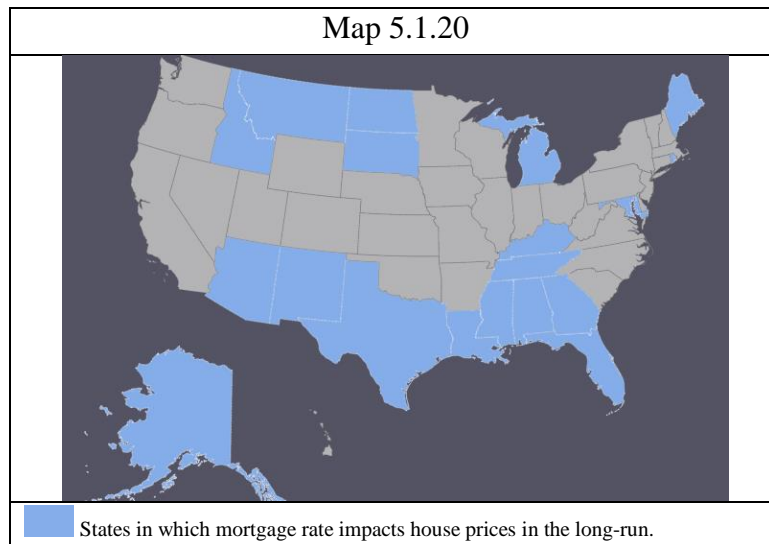 Map 5.1.20
States in which mortgage rate impacts house prices in the long-run.